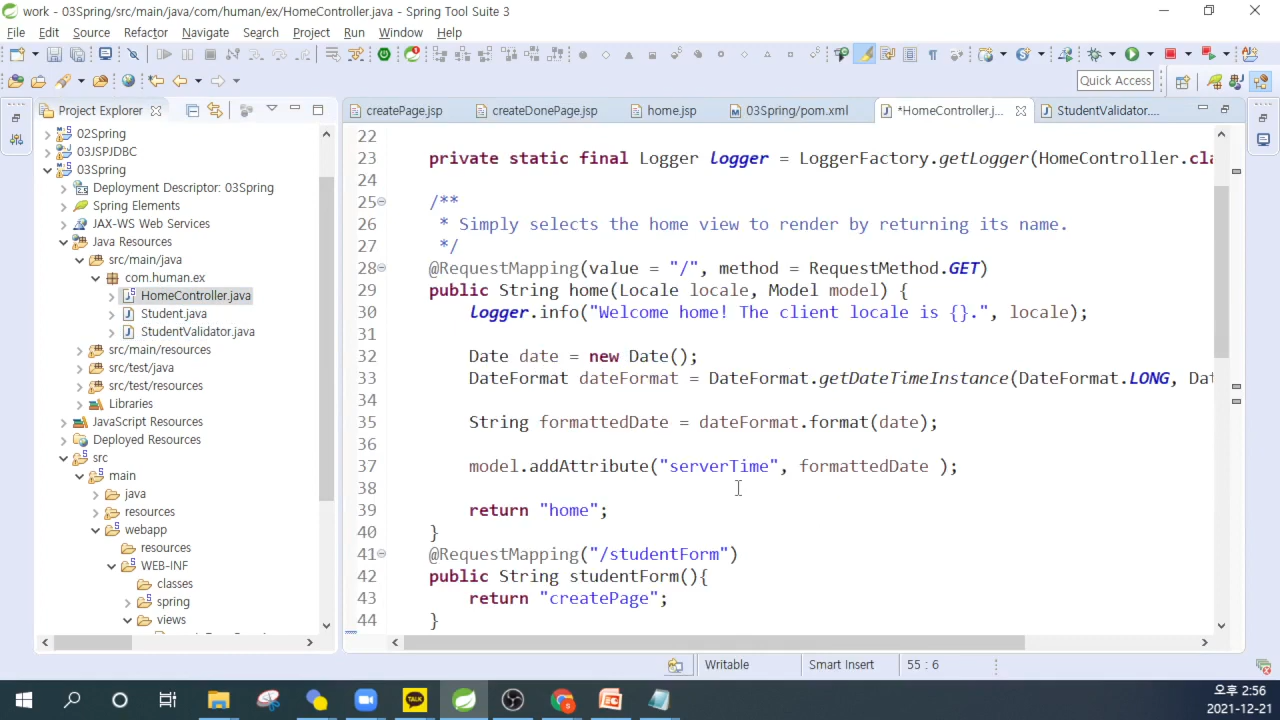 work - 03Spring/src/main/java/com/human/ex/HomeController.java - Spring Tool Suite 3
File Edit Source Refactor Navigate Search Project Run Window Help
Quick Access
Project Explorer
02Spring
03JSPJDBC
03Spring
Deployment Descriptor: 03Spring
Spring Elements
JAX-WS Web Services
Java Resources
src/main/java
com.human.ex
HomeController.java
Student.java
StudentValidator.java
src/main/resources
src/test/java
src/test/resources
Libraries
JavaScript Resources
Deployed Resources
src
main
java
resources
webapp
resources
WEB-INF
classes
spring
views
createPage.jsp createDonePage.jsp home.jsp 03Spring/pom.xml *HomeController.j... StudentValidator....
22
23 private static final Logger logger = LoggerFactory.getLogger(HomeController.cla
24
25 /**
26 * Simply selects the home view to render by returning its name.
27 */
28 @RequestMapping(value = "/", method = RequestMethod.GET)
29 public String home(Locale locale, Model model) {
30 logger.info("Welcome home! The client locale is {}.", locale);
31
32 Date date = new Date();
33 DateFormat dateFormat = DateFormat.getDateTimeInstance(DateFormat.LONG, Dat
34
35 String formattedDate = dateFormat.format(date);
36
37 model.addAttribute("serverTime", formattedDate );
38
39 return "home";
40 }
41 @RequestMapping("/studentForm")
42 public String studentForm(){
43 return "createPage";
44 }
Writable Smart Insert 55 : 6
TALK
오후 2:56
2021-12-21